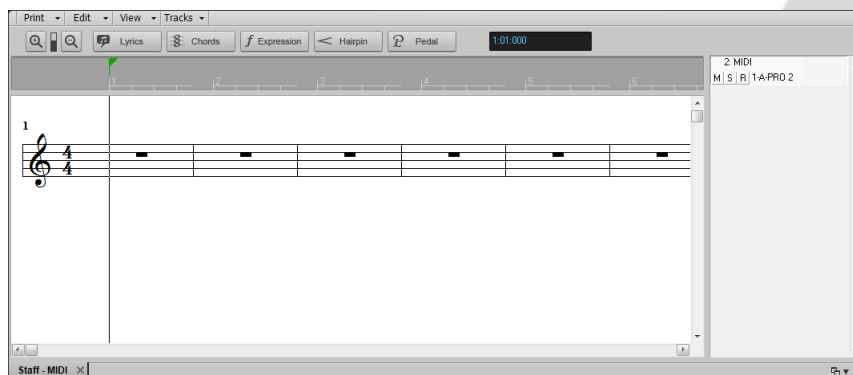 Print Edit View Tracks
Lyrics Chords f Expression Hairpin P Pedal 1:01:000
2: MIDI
M S R 1-A-PRO 2
1 2 3 4 5 6
1
4
4
Staff - MIDI